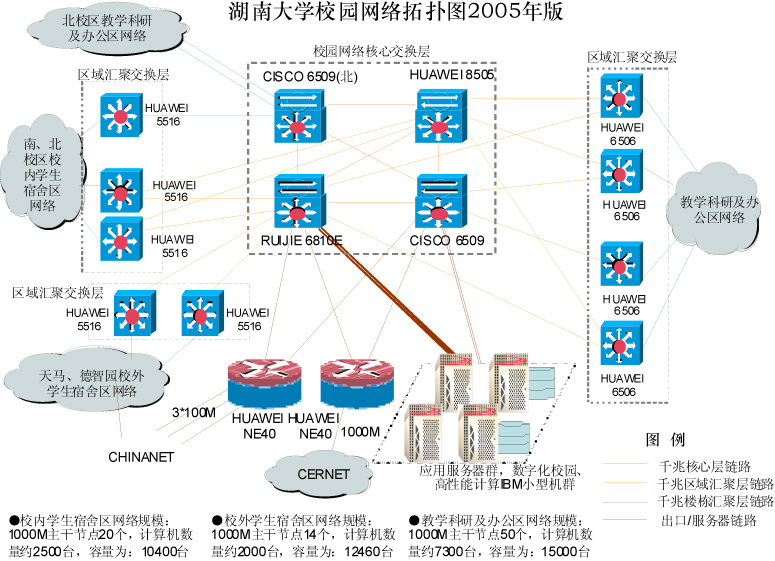 湖南大学校园网络拓扑图2005年版
北校区教学科研
及办公区网络
校园网络核心交换层
区域汇聚交换层
区域汇聚交换层
CISCO 6509(北)
HUAWEI 8505
HUAWEI
5516
HUAWEI
6506
南、北
校区校
内学生
宿舍区
网络
HUAWEI
5516
HUAWEI
6506
教学科研及办
公区网络
HUAWEI
5516
RUIJIE 6810E
CISCO 6509
区域汇聚交换层
HUAWEI
5516
HUAWEI
5516
HUAWEI
6506
天马、德智园校外
学生宿舍区网络
HUAWEI
6506
3*100M
HUAWEI
NE40
HUAWEI
NE40
1000M
CHINANET
CERNET
应用服务器群，数字化校园、
高性能计算IBM小型机群
图 例
千兆核心层链路
千兆区域汇聚层链路
千兆楼栋汇聚层链路
出口/服务器链路
●校内学生宿舍区网络规模：
1000M主干节点20个，计算机数
量约2500台，容量为：10400台
●校外学生宿舍区网络规模：
1000M主干节点14个，计算机数
量约2000台，容量为：12460台
●教学科研及办公区网络规模：
1000M主干节点50个，计算机数
量约7300台，容量为：15000台